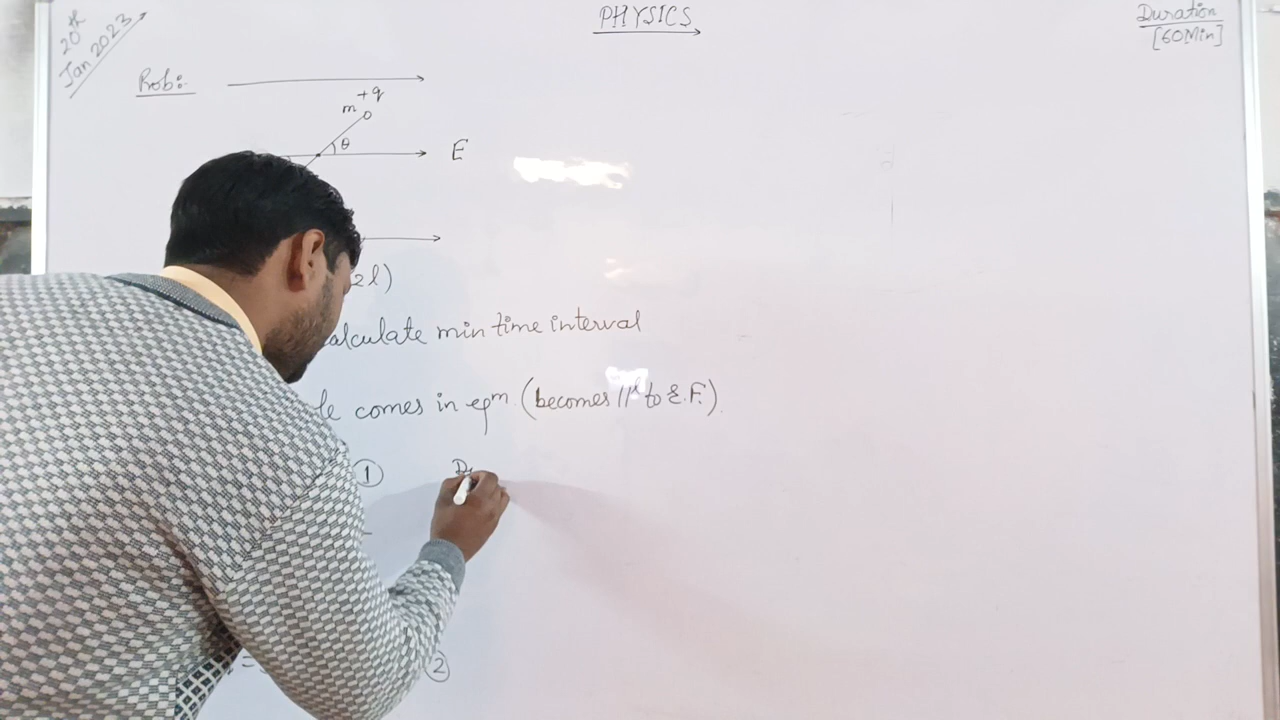 20th Jan 2023
PHYSICS
Duration
[60Min]
Prob:-
+q
m
θ
E
2l)
alculate min time interval
le comes in eqm (becomes ||l to E.F.).
①
②